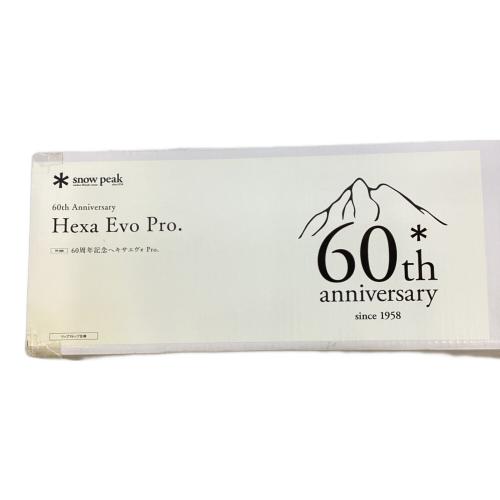 snow peak
60th Anniversary
Hexa Evo Pro.
60周年記念ヘキサエヴォ Pro.
60*th
anniversary
since 1958